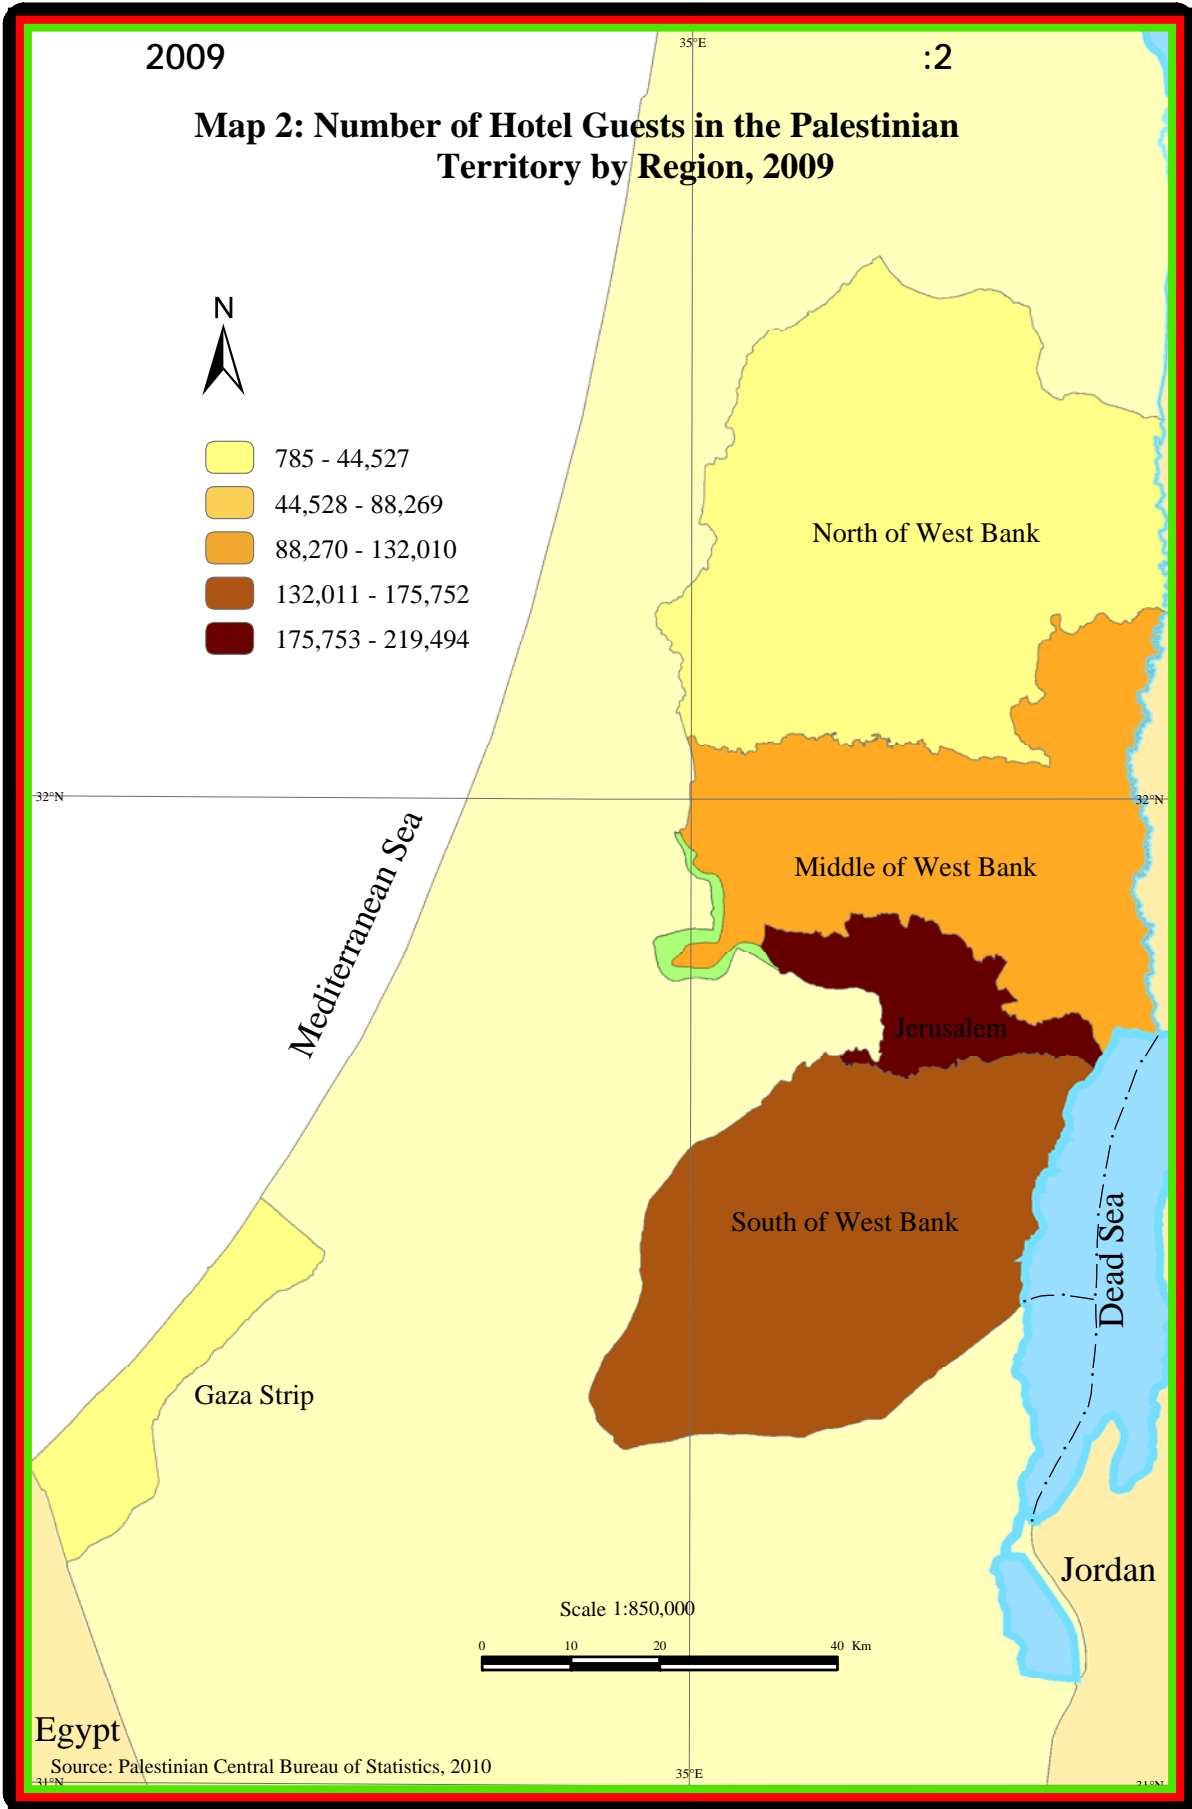 2009 :2
Map 2: Number of Hotel Guests in the Palestinian
Territory by Region, 2009
35°E
N
785 - 44,527
44,528 - 88,269
88,270 - 132,010
132,011 - 175,752
175,753 - 219,494
North of West Bank
32°N
32°N
Middle of West Bank
Mediterranean Sea
Jerusalem
South of West Bank
Dead Sea
Gaza Strip
Jordan
Scale 1:850,000
0 10 20 40 Km
Egypt
Source: Palestinian Central Bureau of Statistics, 2010
35°E
31°N
31°N